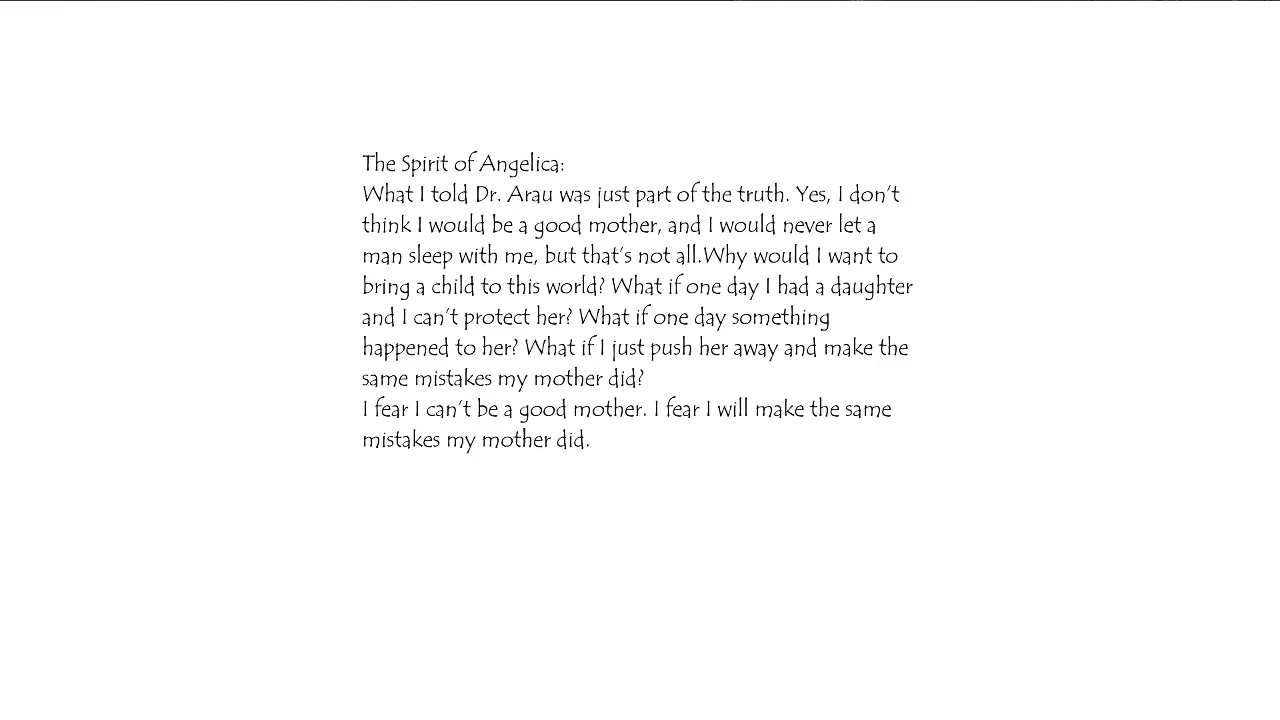 The Spirit of Angelica:
What I told Dr. Arau was just part of the truth. Yes, I don't
think I would be a good mother, and I would never let a
man sleep with me, but that's not all.Why would I want to
bring a child to this world? What if one day I had a daughter
and I can't protect her? What if one day something
happened to her? What if I just push her away and make the
same mistakes my mother did?
I fear I can't be a good mother. I fear I will make the same
mistakes my mother did.